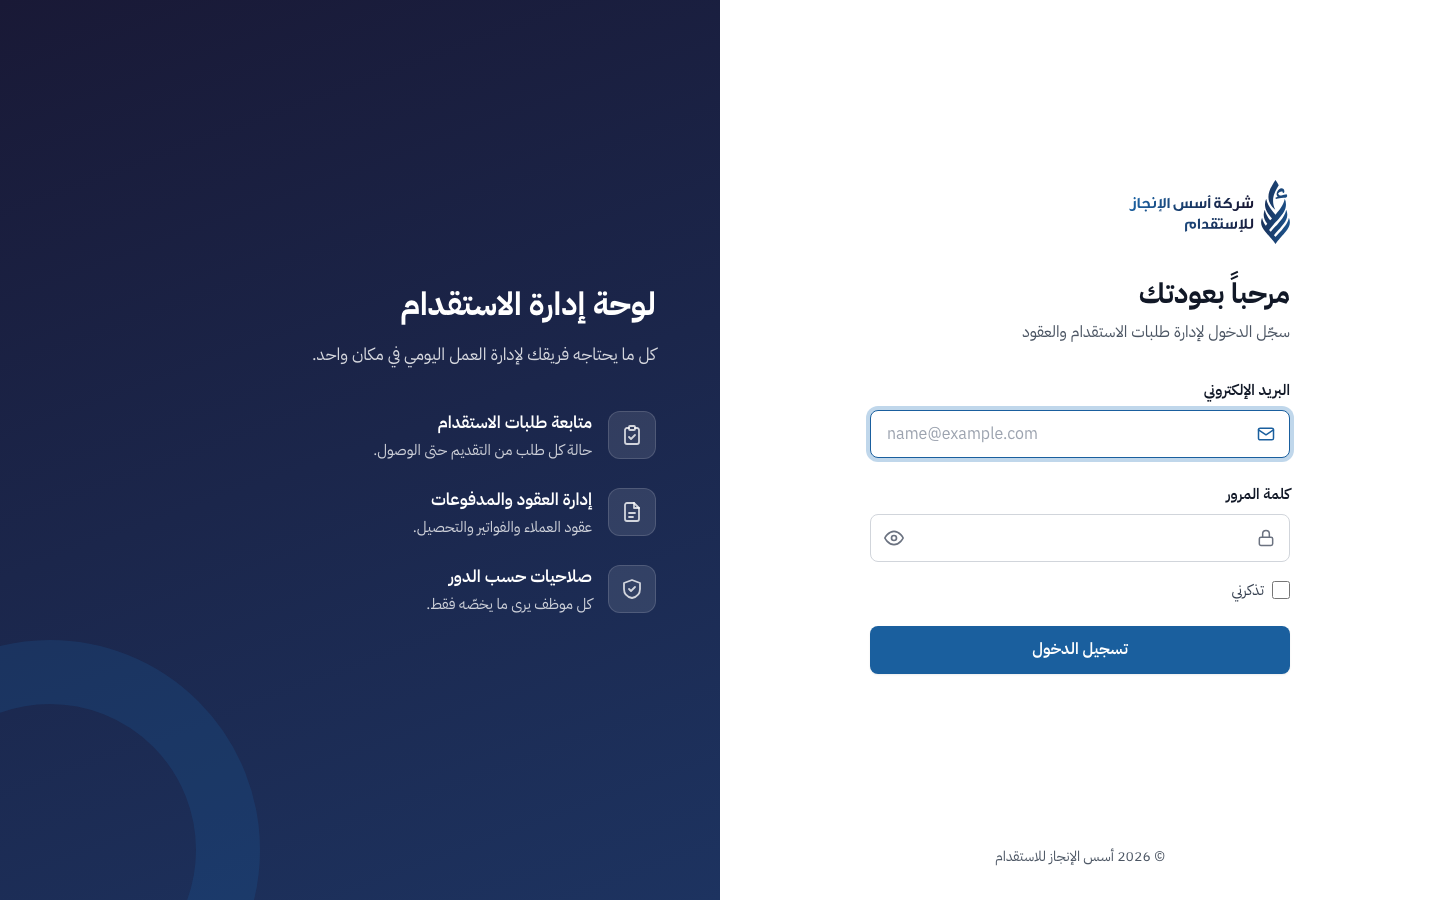 شركة أسس الإنجاز
للإستقدام
مرحباً بعودتك
سجّل الدخول لإدارة طلبات الاستقدام والعقود
البريد الإلكتروني
name@example.com
كلمة المرور
تذكرني
تسجيل الدخول
© 2026 أسس الإنجاز للاستقدام
لوحة إدارة الاستقدام
كل ما يحتاجه فريقك لإدارة العمل اليومي في مكان واحد.
متابعة طلبات الاستقدام
حالة كل طلب من التقديم حتى الوصول.
إدارة العقود والمدفوعات
عقود العملاء والفواتير والتحصيل.
صلاحيات حسب الدور
كل موظف يرى ما يخصّه فقط.